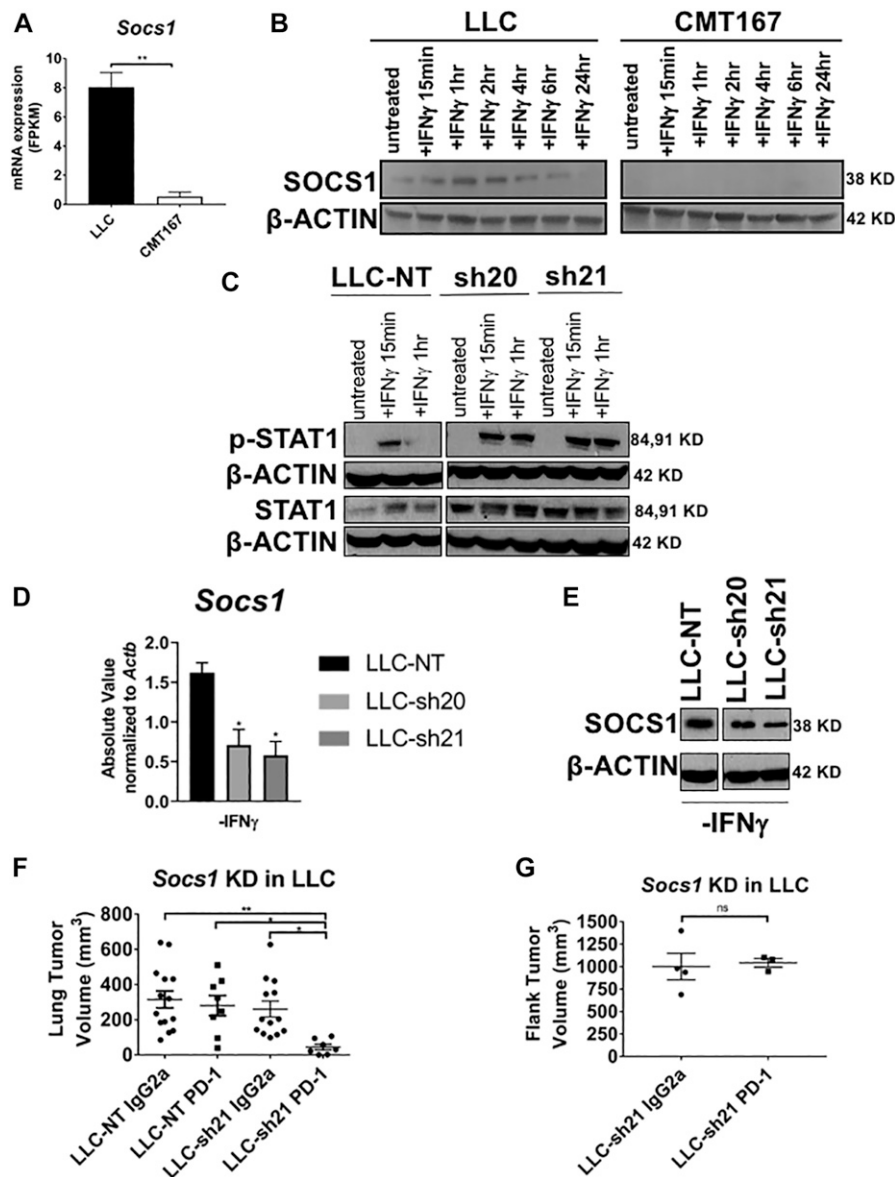 A
Socs1
**
mRNA expression
(FPKM)
10
8
6
4
2
0
LLC
CMT167
B
LLC
CMT167
untreated
+IFNγ 15min
+IFNγ 1hr
+IFNγ 2hr
+IFNγ 4hr
+IFNγ 6hr
+IFNγ 24hr
untreated
+IFNγ 15min
+IFNγ 1hr
+IFNγ 2hr
+IFNγ 4hr
+IFNγ 6hr
+IFNγ 24hr
SOCS1
38 KD
β-ACTIN
42 KD
C
LLC-NT
sh20
sh21
untreated
+IFNγ 15min
+IFNγ 1hr
untreated
+IFNγ 15min
+IFNγ 1hr
untreated
+IFNγ 15min
+IFNγ 1hr
p-STAT1
84,91 KD
β-ACTIN
42 KD
STAT1
84,91 KD
β-ACTIN
42 KD
D
Socs1
Absolute Value
normalized to Actb
2.0
1.5
1.0
0.5
0.0
*
*
-IFNγ
LLC-NT
LLC-sh20
LLC-sh21
E
LLC-NT
LLC-sh20
LLC-sh21
SOCS1
38 KD
β-ACTIN
42 KD
-IFNγ
F
Socs1 KD in LLC
Lung Tumor
Volume (mm³)
800
600
400
200
0
**
*
*
LLC-NT IgG2a
LLC-NT PD-1
LLC-sh21 IgG2a
LLC-sh21 PD-1
G
Socs1 KD in LLC
Flank Tumor
Volume (mm³)
1500
1250
1000
750
500
250
0
ns
LLC-sh21 IgG2a
LLC-sh21 PD-1